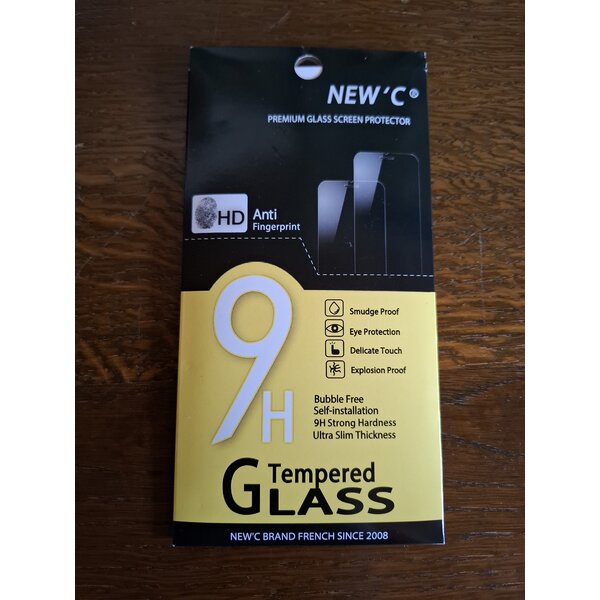 NEW'C®
PREMIUM GLASS SCREEN PROTECTOR
HD
Anti
Fingerprint
9H
Smudge Proof
Eye Protection
Delicate Touch
Explosion Proof
Bubble Free
Self-installation
9H Strong Hardness
Ultra Slim Thickness
Tempered
GLASS
NEW'C BRAND FRENCH SINCE 2008